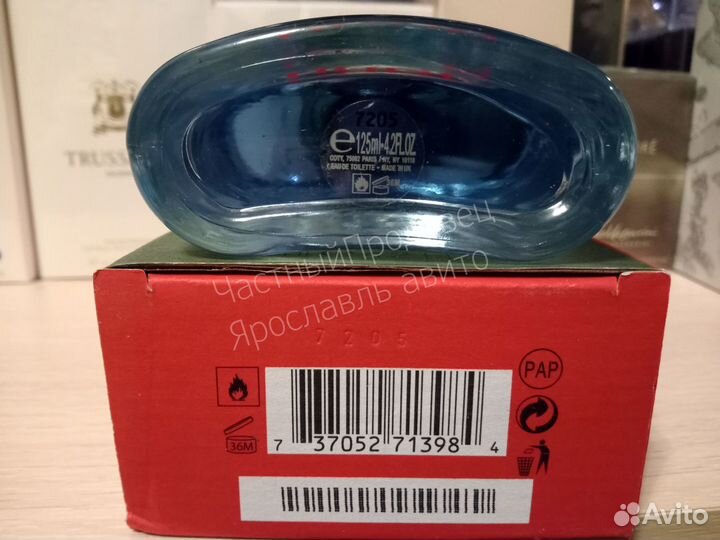 TRUSS
7205
e 125ml-4.2FL.OZ
COTY, 75002 PARIS / NY, NY 10118
EAU DE TOILETTE - MADE IN UK
36M
ЧастныйПродавец
Ярославль авито
7205
PAP
36M
7 37052 71398 4
Avito